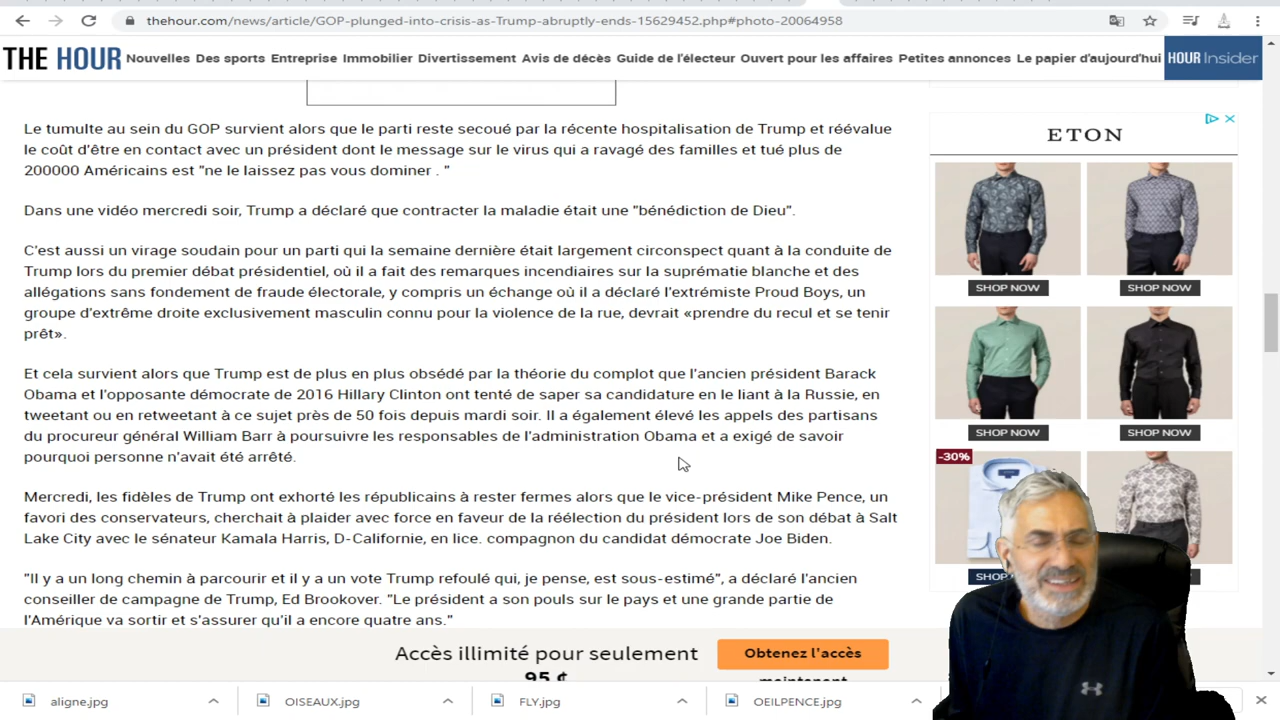 thehour.com/news/article/GOP-plunged-into-crisis-as-Trump-abruptly-ends-15629452.php#photo-20064958
THE HOUR Nouvelles Des sports Entreprise Immobilier Divertissement Avis de décès Guide de l'électeur Ouvert pour les affaires Petites annonces Le papier d'aujourd'hui HOUR Insider
Le tumulte au sein du GOP survient alors que le parti reste secoué par la récente hospitalisation de Trump et réévalue
le coût d'être en contact avec un président dont le message sur le virus qui a ravagé des familles et tué plus de
200000 Américains est "ne le laissez pas vous dominer . "
Dans une vidéo mercredi soir, Trump a déclaré que contracter la maladie était une "bénédiction de Dieu".
C'est aussi un virage soudain pour un parti qui la semaine dernière était largement circonspect quant à la conduite de
Trump lors du premier débat présidentiel, où il a fait des remarques incendiaires sur la suprématie blanche et des
allégations sans fondement de fraude électorale, y compris un échange où il a déclaré l'extrémiste Proud Boys, un
groupe d'extrême droite exclusivement masculin connu pour la violence de la rue, devrait «prendre du recul et se tenir
prêt».
Et cela survient alors que Trump est de plus en plus obsédé par la théorie du complot que l'ancien président Barack
Obama et l'opposante démocrate de 2016 Hillary Clinton ont tenté de saper sa candidature en le liant à la Russie, en
tweetant ou en retweetant à ce sujet près de 50 fois depuis mardi soir. Il a également élevé les appels des partisans
du procureur général William Barr à poursuivre les responsables de l'administration Obama et a exigé de savoir
pourquoi personne n'avait été arrêté.
Mercredi, les fidèles de Trump ont exhorté les républicains à rester fermes alors que le vice-président Mike Pence, un
favori des conservateurs, cherchait à plaider avec force en faveur de la réélection du président lors de son débat à Salt
Lake City avec le sénateur Kamala Harris, D-Californie, en lice. compagnon du candidat démocrate Joe Biden.
"Il y a un long chemin à parcourir et il y a un vote Trump refoulé qui, je pense, est sous-estimé", a déclaré l'ancien
conseiller de campagne de Trump, Ed Brookover. "Le président a son pouls sur le pays et une grande partie de
l'Amérique va sortir et s'assurer qu'il a encore quatre ans."
ETON
SHOP NOW SHOP NOW
SHOP NOW SHOP NOW
-30%
Accès illimité pour seulement
95 ¢
Obtenez l'accès
maintenant
aligne.jpg OISEAUX.jpg FLY.jpg OEILPENCE.jpg